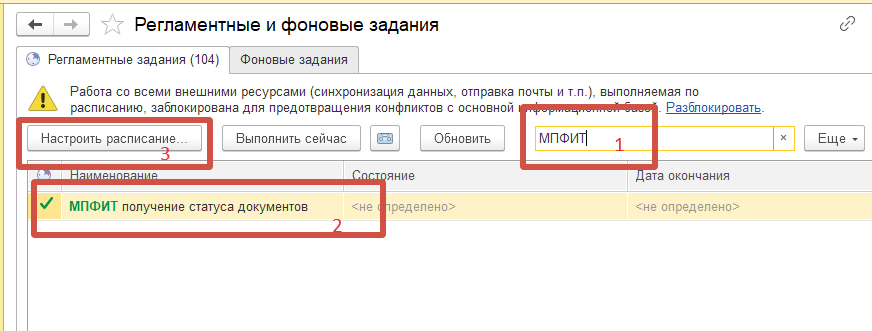 Регламентные и фоновые задания
Регламентные задания (104) Фоновые задания
Работа со всеми внешними ресурсами (синхронизация данных, отправка почты и т.п.), выполняемая по
расписанию, заблокирована для предотвращения конфликтов с основной информационной базой. Разблокировать.
Настроить расписание... 3 Выполнить сейчас Обновить МПФИТ 1 × Еще
Наименование Состояние Дата окончания
МПФИТ получение статуса документов 2 <не определено> <не определено>